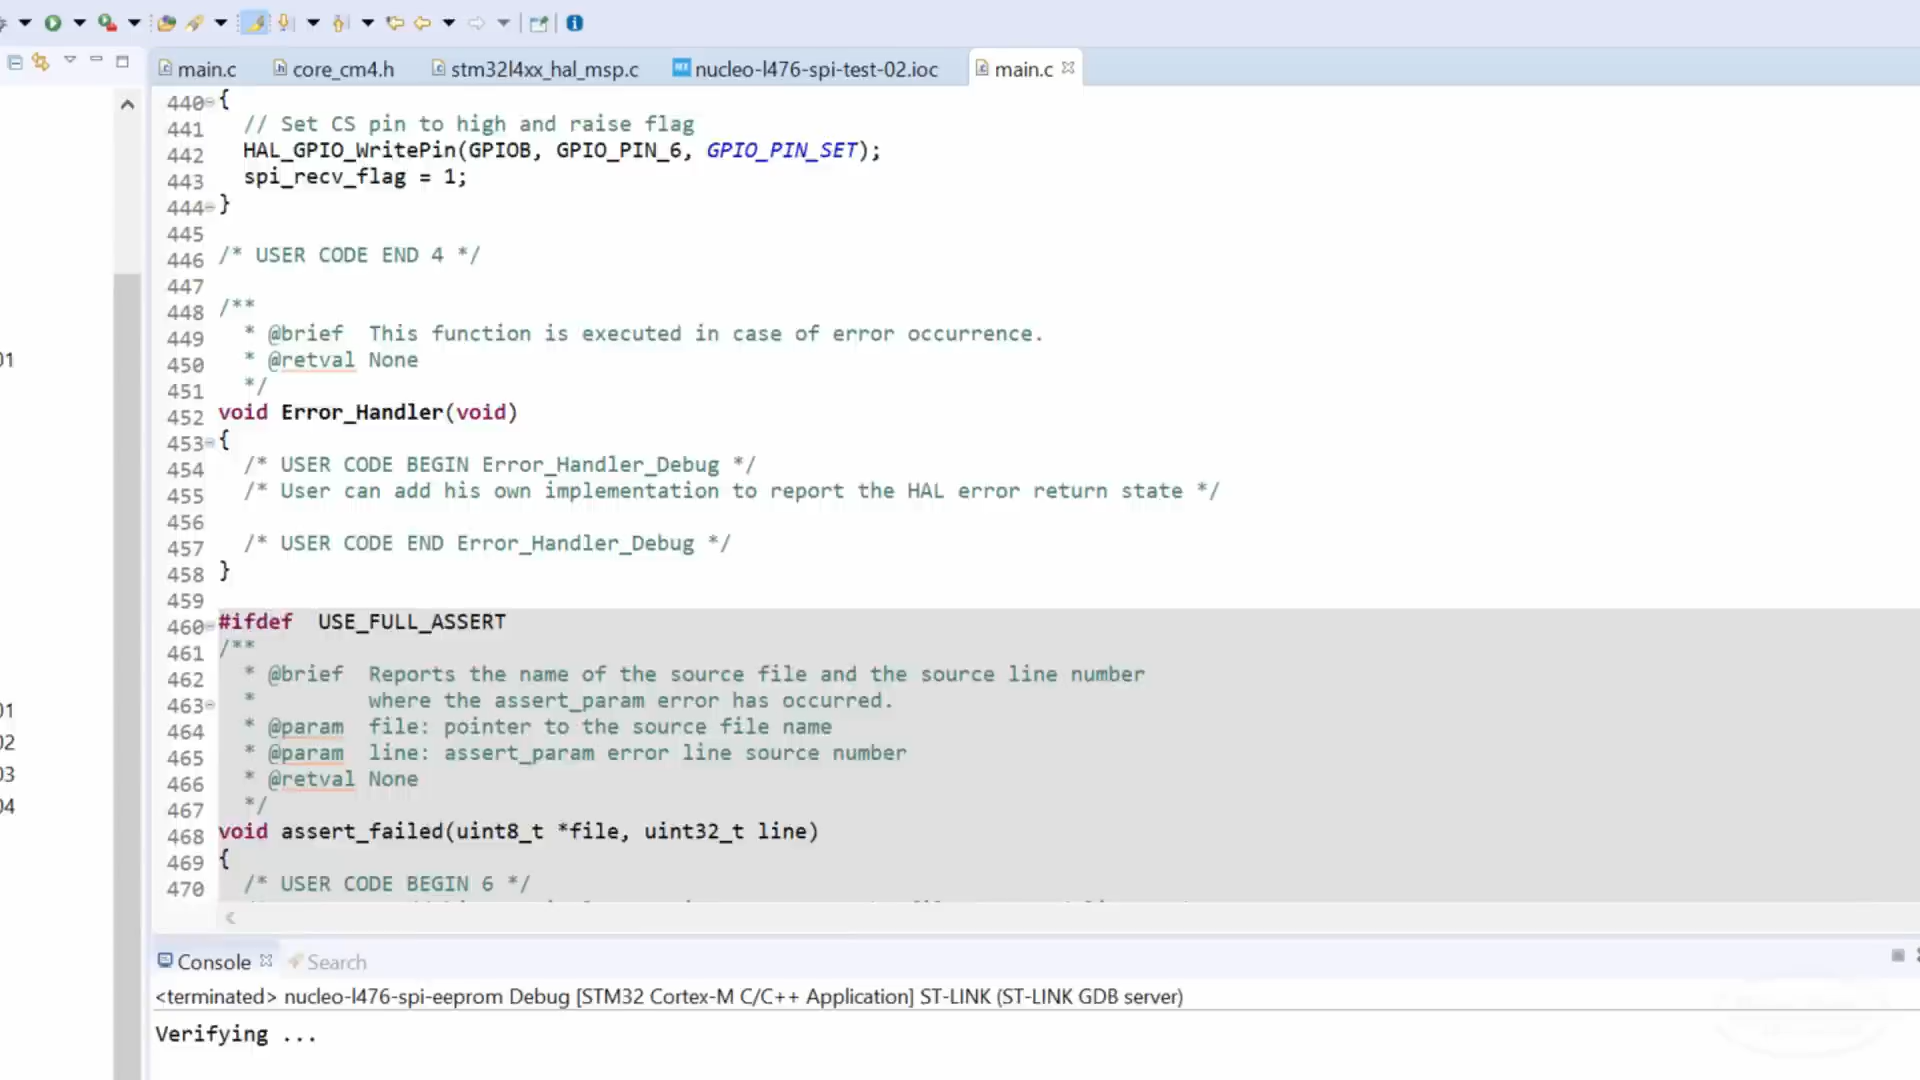 main.c core_cm4.h stm32l4xx_hal_msp.c nucleo-l476-spi-test-02.ioc main.c
440 {
441 // Set CS pin to high and raise flag
442 HAL_GPIO_WritePin(GPIOB, GPIO_PIN_6, GPIO_PIN_SET);
443 spi_recv_flag = 1;
444 }
445
446 /* USER CODE END 4 */
447
448 /**
449 * @brief This function is executed in case of error occurrence.
450 * @retval None
451 */
452 void Error_Handler(void)
453 {
454 /* USER CODE BEGIN Error_Handler_Debug */
455 /* User can add his own implementation to report the HAL error return state */
456
457 /* USER CODE END Error_Handler_Debug */
458 }
459
460 #ifdef USE_FULL_ASSERT
461 /**
462 * @brief Reports the name of the source file and the source line number
463 * where the assert_param error has occurred.
464 * @param file: pointer to the source file name
465 * @param line: assert_param error line source number
466 * @retval None
467 */
468 void assert_failed(uint8_t *file, uint32_t line)
469 {
470 /* USER CODE BEGIN 6 */
01
01
02
03
04
Console Search
<terminated> nucleo-l476-spi-eeprom Debug [STM32 Cortex-M C/C++ Application] ST-LINK (ST-LINK GDB server)
Verifying ...